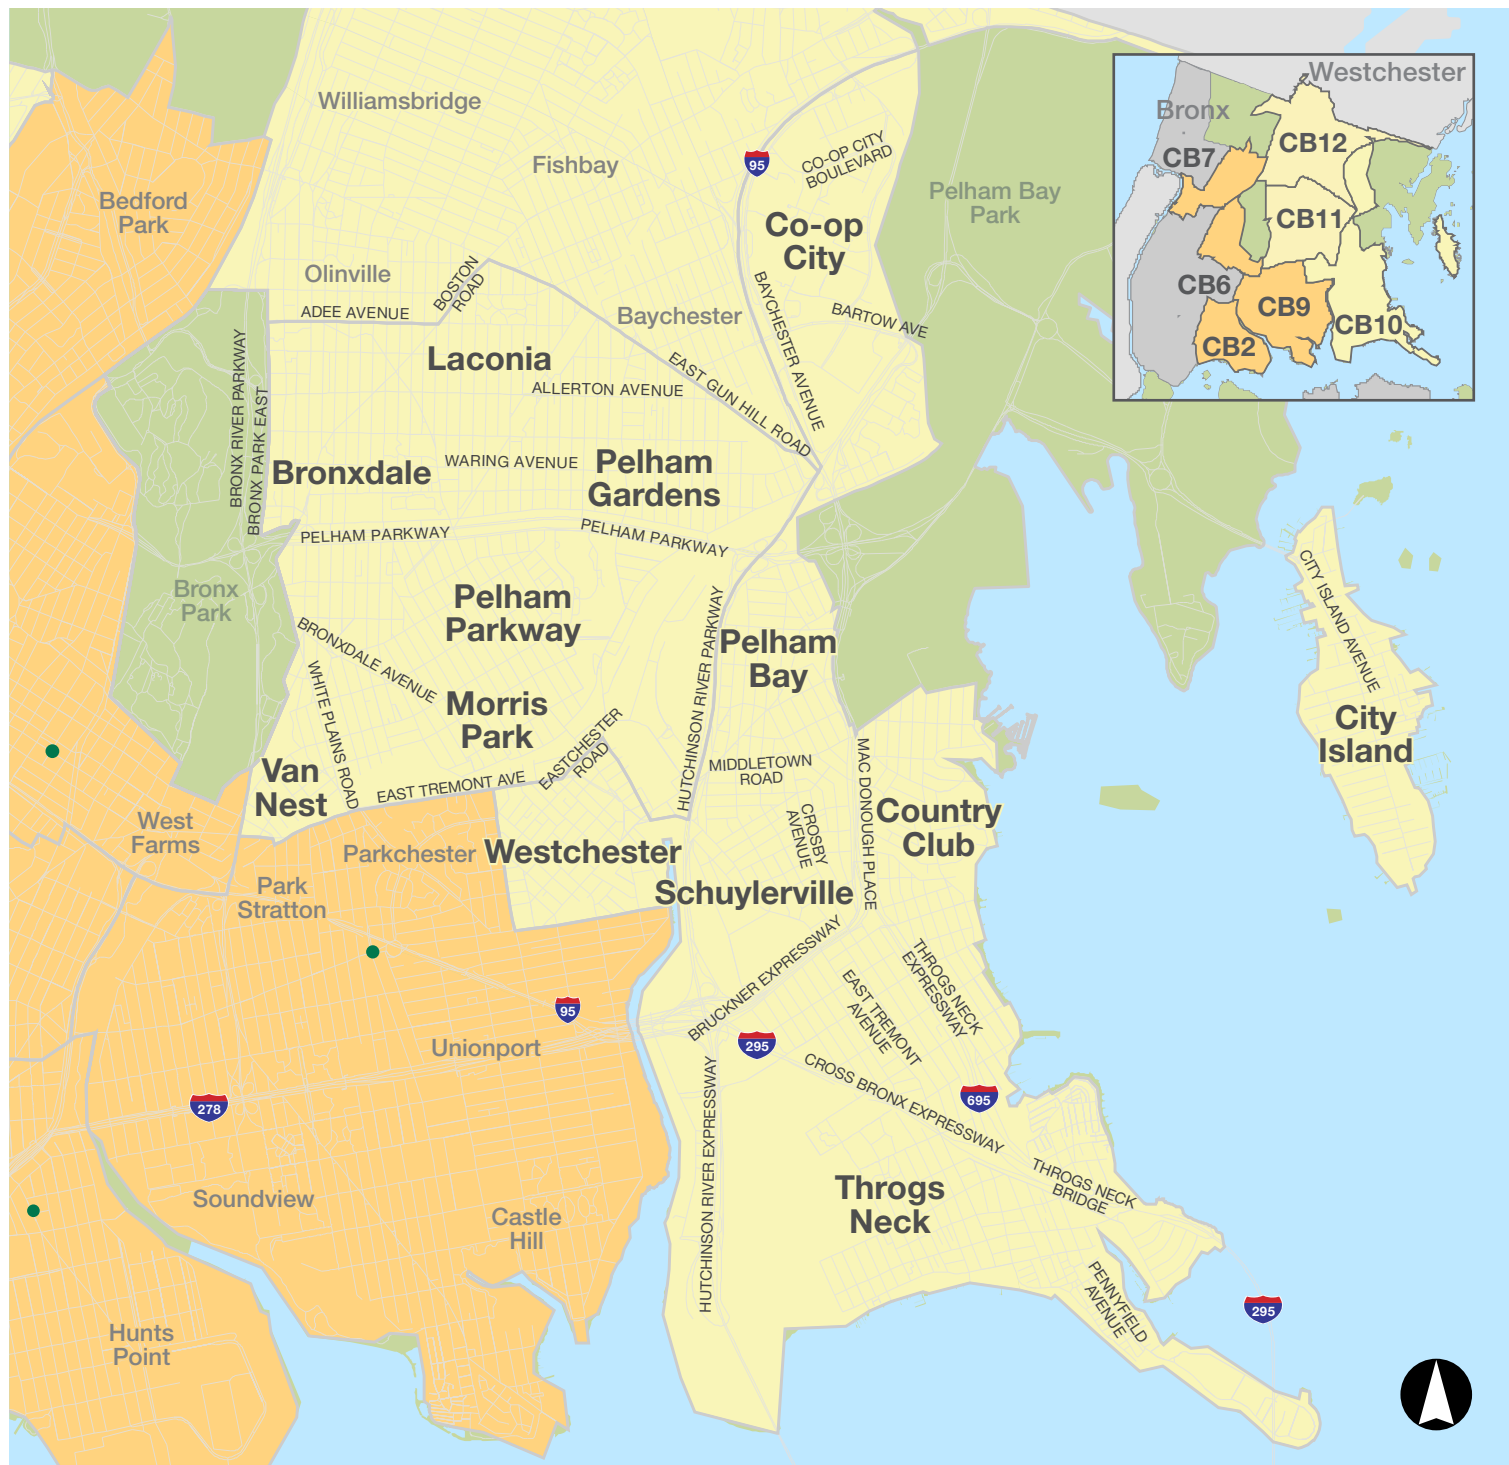 Westchester
Bronx
CB12
CB7
CB11
CB6
CB9
CB10
CB2
Williamsbridge
Fishbay
95
CO-OP CITY
BOULEVARD
Bedford
Park
Pelham Bay
Park
Co-op
City
Olinville
BOSTON
ROAD
ADEE AVENUE
Baychester
BAYCHESTER AVENUE
BARTOW AVE
Laconia
ALLERTON AVENUE
EAST GUN HILL ROAD
BRONX RIVER PARKWAY
BRONX PARK EAST
Bronxdale
WARING AVENUE
Pelham
Gardens
PELHAM PARKWAY
PELHAM PARKWAY
Bronx
Park
Pelham
Parkway
CITY ISLAND AVENUE
BRONXDALE AVENUE
HUTCHINSON RIVER PARKWAY
Pelham
Bay
WHITE PLAINS ROAD
Morris
Park
EASTCHESTER
ROAD
City
Island
Van
Nest
EAST TREMONT AVE
MIDDLETOWN
ROAD
MAC DONOUGH PLACE
CROSBY
AVENUE
Country
Club
West
Farms
Parkchester
Westchester
Park
Stratton
Schuylerville
BRUCKNER EXPRESSWAY
THROGS NECK
EXPRESSWAY
EAST TREMONT
AVENUE
95
Unionport
295
278
CROSS BRONX EXPRESSWAY
695
HUTCHINSON RIVER EXPRESSWAY
Soundview
Castle
Hill
Throgs
Neck
THROGS NECK
BRIDGE
PENNYFIELD
AVENUE
295
Hunts
Point